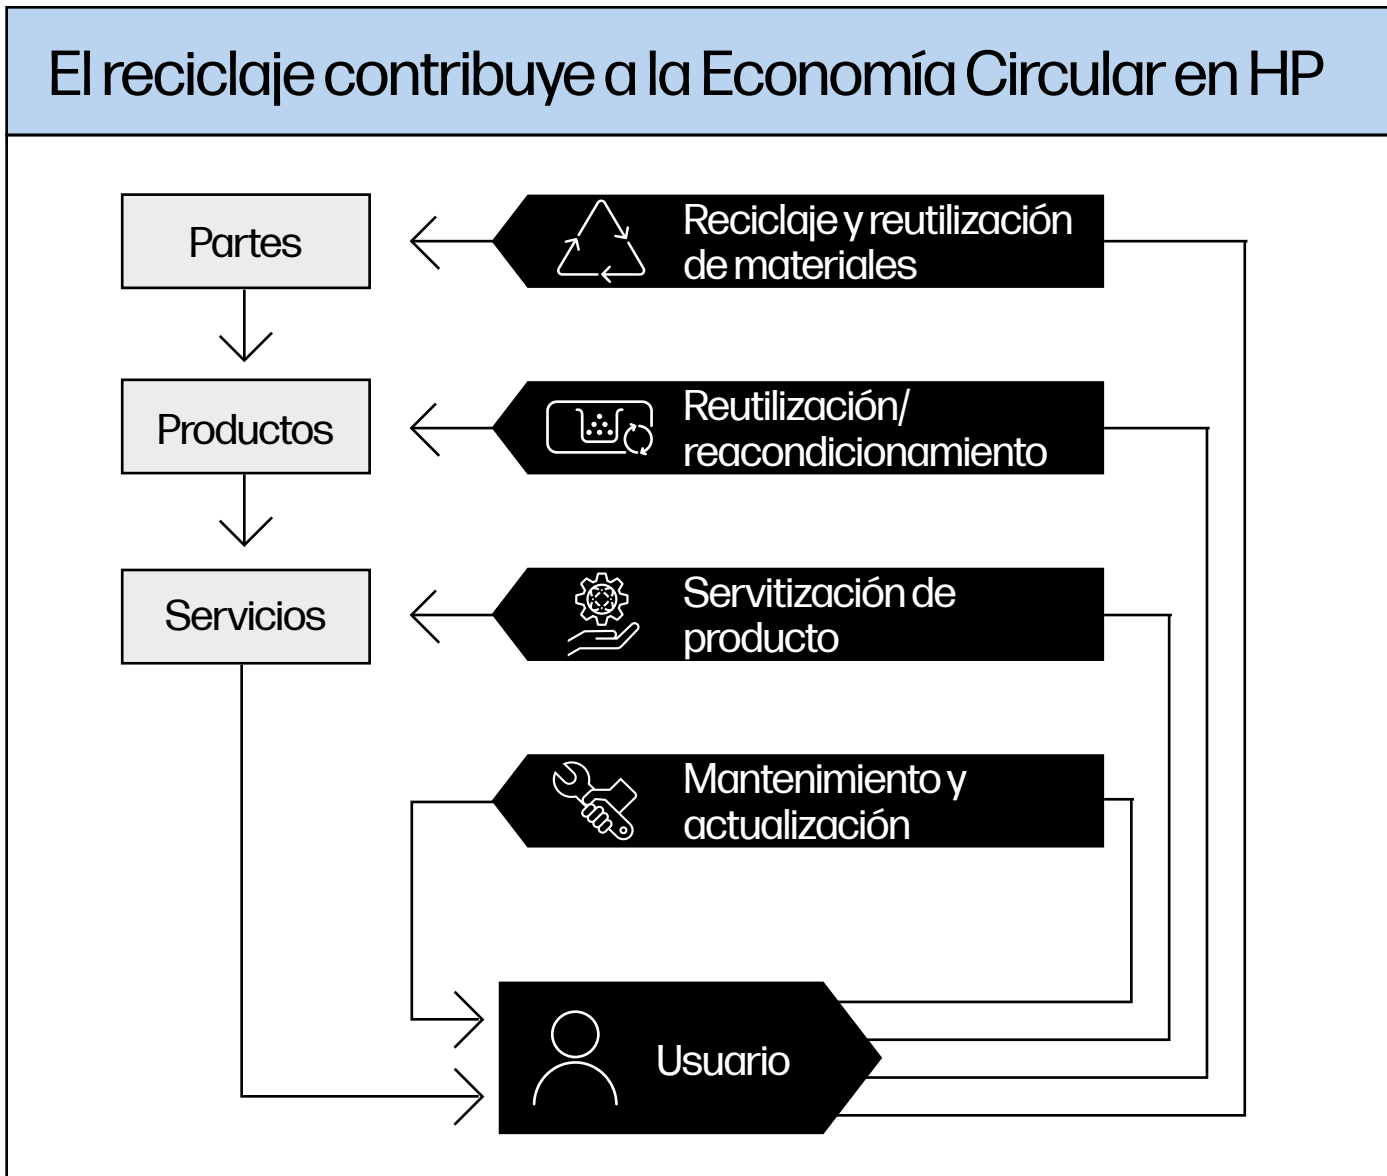 El reciclaje contribuye a la Economía Circular en HP
Partes
Reciclaje y reutilización
de materiales
Productos
Reutilización/
reacondicionamiento
Servicios
Servitización de
producto
Mantenimiento y
actualización
Usuario